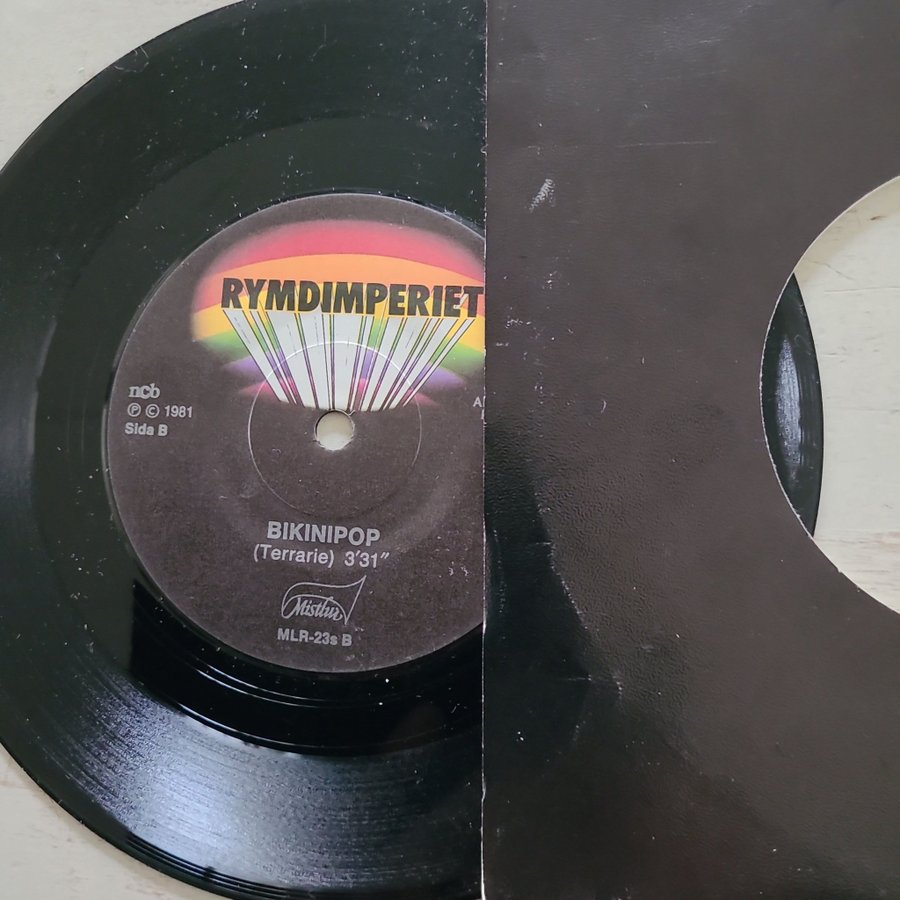 RYMDIMPERIET
ncb
Ⓟ © 1981
Sida B
A
BIKINIPOP
(Terrarie) 3'31"
Mistlur
MLR-23s B